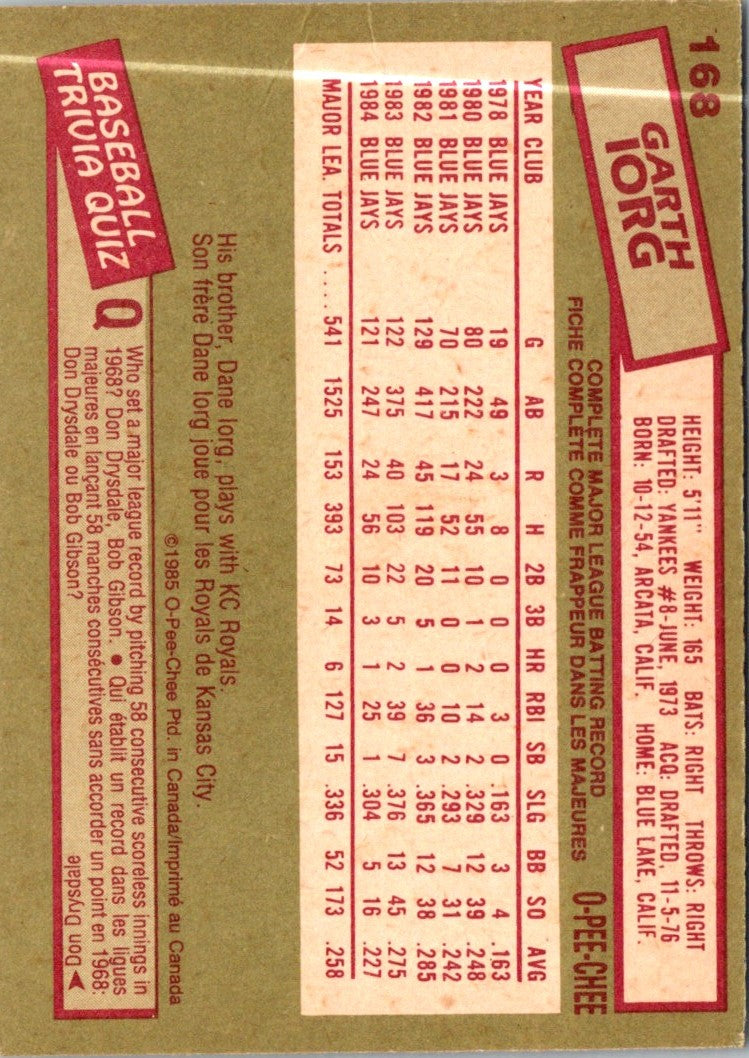 168
GARTH
IORG
HEIGHT: 5'11" WEIGHT: 165 BATS: RIGHT THROWS: RIGHT
DRAFTED: YANKEES #8-JUNE, 1973 ACQ: DRAFTED, 11-5-76
BORN: 10-12-54, ARCATA, CALIF. HOME: BLUE LAKE, CALIF.
COMPLETE MAJOR LEAGUE BATTING RECORD
FICHE COMPLÈTE COMME FRAPPEUR DANS LES MAJEURES
O-PEE-CHEE
YEAR CLUB G AB R H 2B 3B HR RBI SB SLG BB SO AVG
1978 BLUE JAYS 19 49 3 8 0 0 0 3 0 .163 3 4 .163
1980 BLUE JAYS 80 222 24 55 10 1 2 14 2 .329 12 39 .248
1981 BLUE JAYS 70 215 17 52 11 0 0 10 2 .293 7 31 .242
1982 BLUE JAYS 129 417 45 119 20 5 1 36 3 .365 12 38 .285
1983 BLUE JAYS 122 375 40 103 22 5 2 39 7 .376 13 45 .275
1984 BLUE JAYS 121 247 24 56 10 3 1 25 1 .304 5 16 .227
MAJOR LEA. TOTALS .... 541 1525 153 393 73 14 6 127 15 .336 52 173 .258
His brother, Dane Iorg, plays with KC Royals.
Son frère Dane Iorg joue pour les Royals de Kansas City.
©1985 O-Pee-Chee Ptd. in Canada/Imprimé au Canada
BASEBALL
TRIVIA QUIZ
Q
Who set a major league record by pitching 58 consecutive scoreless innings in
1968? Don Drysdale, Bob Gibson. ● Qui établit un record dans les ligues
majeures en lançant 58 manches consécutives sans accorder un point en 1968:
Don Drysdale ou Bob Gibson?
Don Drysdale